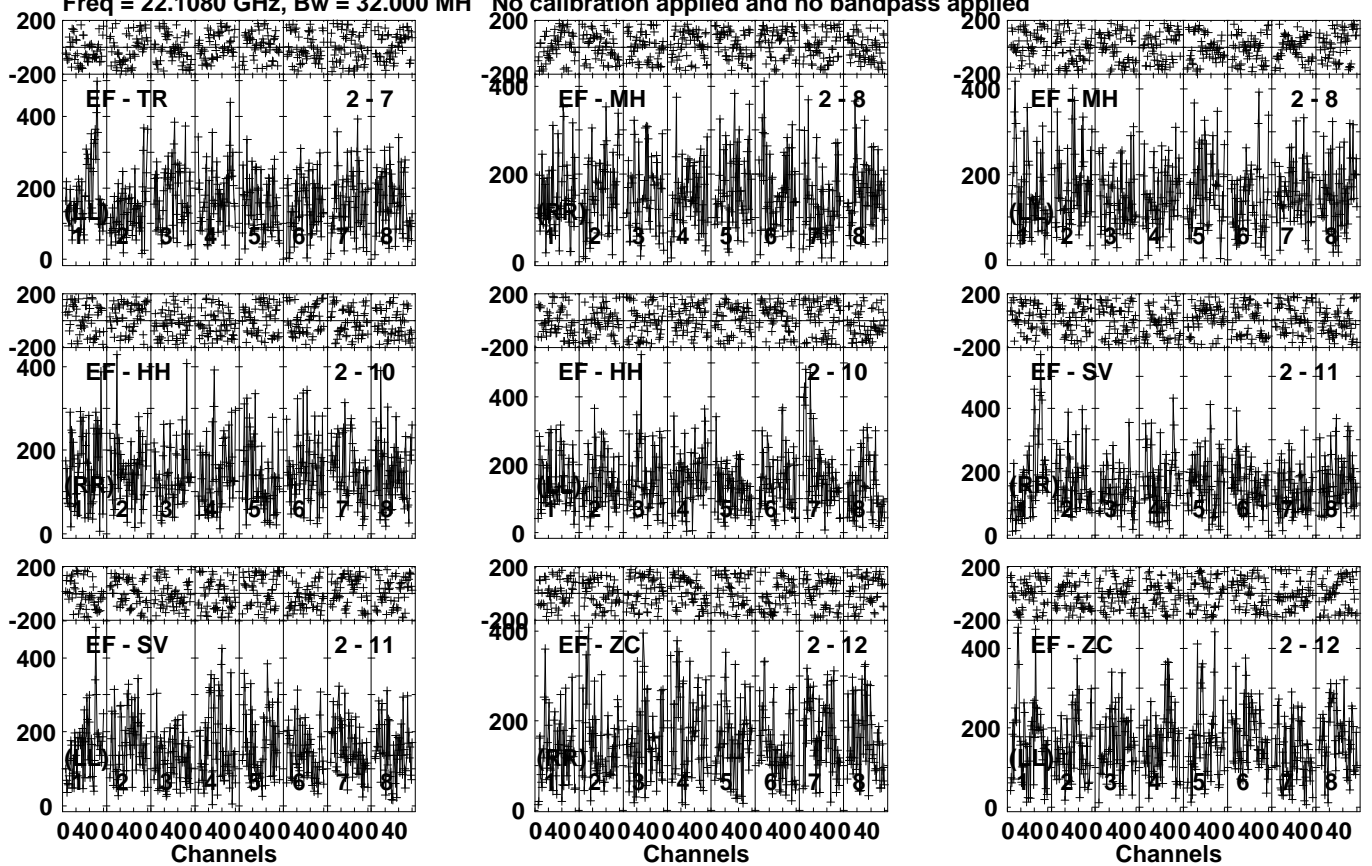 Freq = 22.1080 GHz, Bw = 32.000 MH No calibration applied and no bandpass applied
200 200 200
-200 -200 -200
EF - TR 2 - 7 EF - MH 2 - 8 EF - MH 2 - 8
400 400 400
200 200 200
(LL) (RR) (LL)
1 2 3 4 5 6 7 8 1 2 3 4 5 6 7 8 1 2 3 4 5 6 7 8
0 0 0
200 200 200
-200 -200 -200
EF - HH 2 - 10 EF - HH 2 - 10 EF - SV 2 - 11
400 400 400
200 200 200
(RR) (LL) (RR)
1 2 3 4 5 6 7 8 1 2 3 4 5 6 7 8 1 2 3 4 5 6 7 8
0 0 0
200 200 200
-200 -200 -200
EF - SV 2 - 11 EF - ZC 2 - 12 EF - ZC 2 - 12
400 400 400
200 200 200
(LL) (RR) (LL)
1 2 3 4 5 6 7 8 1 2 3 4 5 6 7 8 1 2 3 4 5 6 7 8
0 0 0
0 40 0 40 0 40 0 40 0 40 0 40 0 40 0 40 0 40 0 40 0 40 0 40 0 40 0 40 0 40 0 40 0 40 0 40 0 40 0 40 0 40 0 40 0 40 0 40
Channels Channels Channels